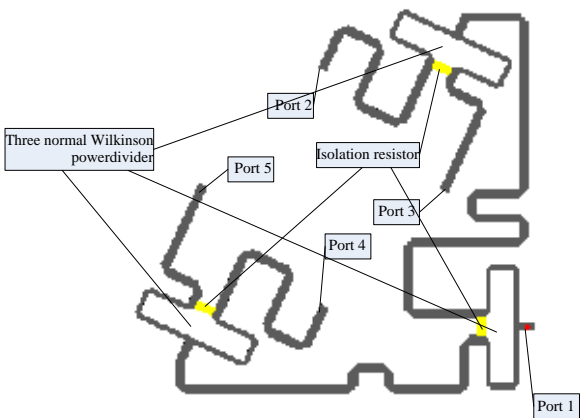 Port 2
Three normal Wilkinson
powerdivider
Isolation resistor
Port 5
Port 3
Port 4
Port 1